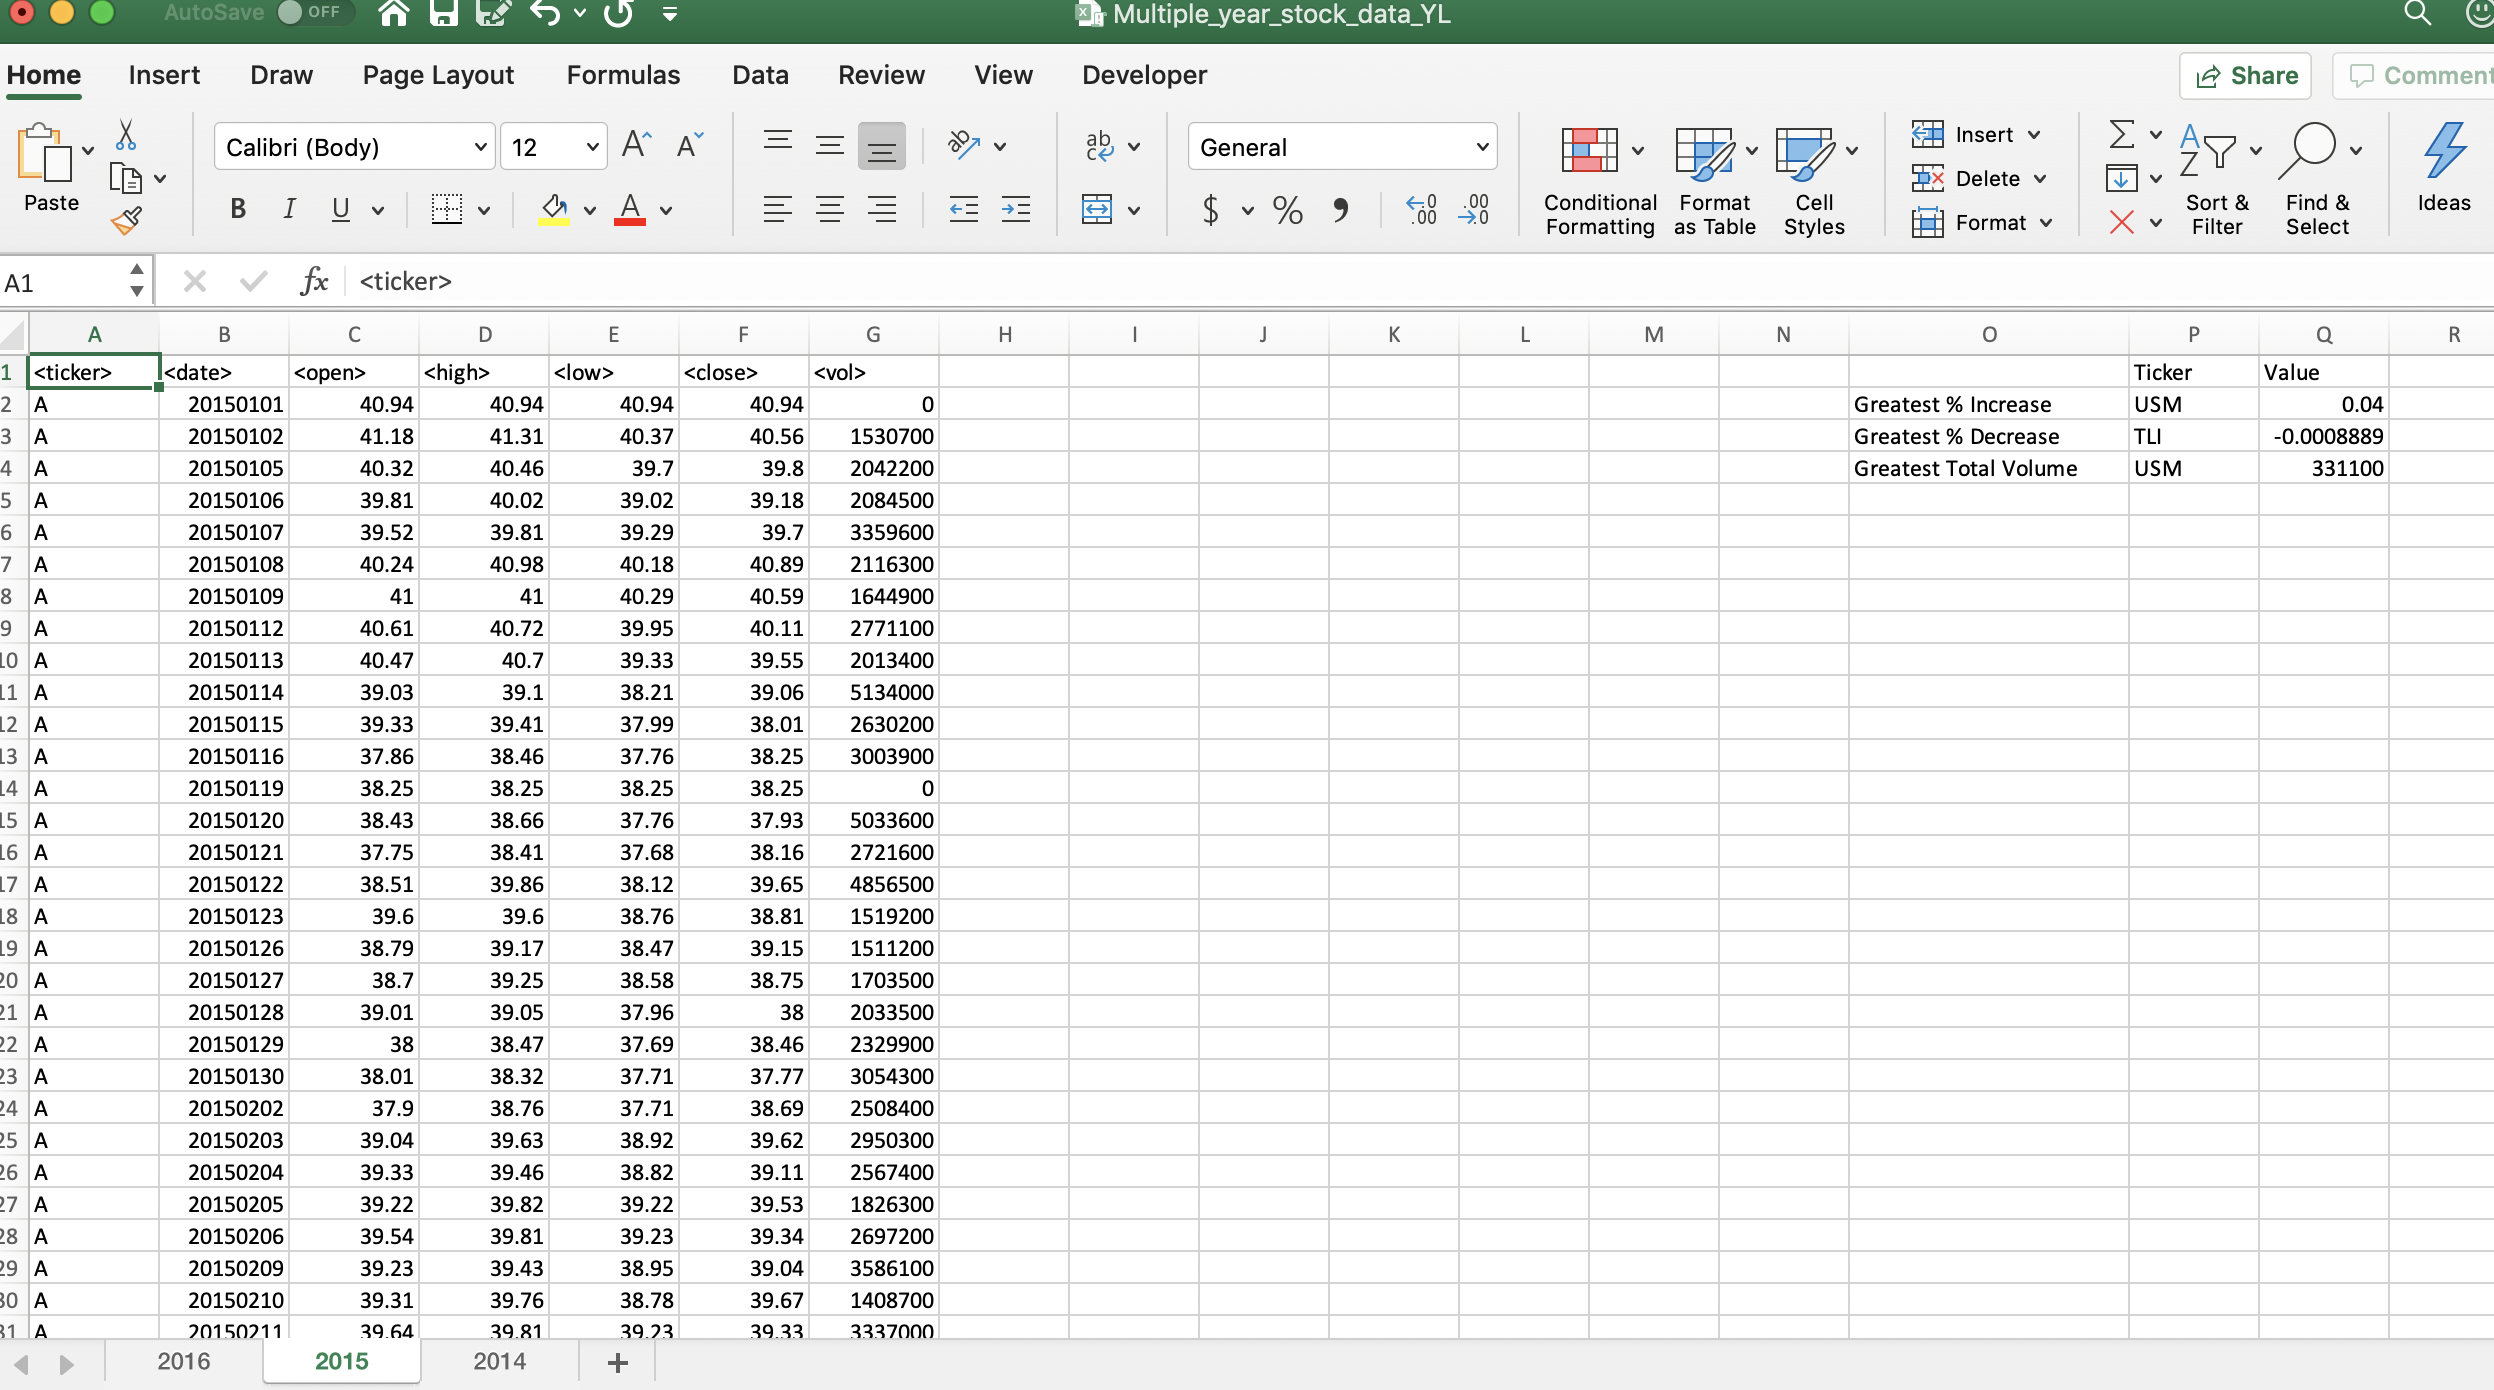 AutoSave OFF Multiple_year_stock_data_YL
Home Insert Draw Page Layout Formulas Data Review View Developer Share Comment
Calibri (Body) 12 General Insert
Delete
Paste Conditional Formatting Format as Table Cell Styles Format Sort & Filter Find & Select Ideas
A1 fx <ticker>
A B C D E F G H I J K L M N O P Q R
1 <ticker> <date> <open> <high> <low> <close> <vol> Ticker Value
2 A 20150101 40.94 40.94 40.94 40.94 0 Greatest % Increase USM 0.04
3 A 20150102 41.18 41.31 40.37 40.56 1530700 Greatest % Decrease TLI -0.0008889
4 A 20150105 40.32 40.46 39.7 39.8 2042200 Greatest Total Volume USM 331100
5 A 20150106 39.81 40.02 39.02 39.18 2084500
6 A 20150107 39.52 39.81 39.29 39.7 3359600
7 A 20150108 40.24 40.98 40.18 40.89 2116300
8 A 20150109 41 41 40.29 40.59 1644900
9 A 20150112 40.61 40.72 39.95 40.11 2771100
10 A 20150113 40.47 40.7 39.33 39.55 2013400
11 A 20150114 39.03 39.1 38.21 39.06 5134000
12 A 20150115 39.33 39.41 37.99 38.01 2630200
13 A 20150116 37.86 38.46 37.76 38.25 3003900
14 A 20150119 38.25 38.25 38.25 38.25 0
15 A 20150120 38.43 38.66 37.76 37.93 5033600
16 A 20150121 37.75 38.41 37.68 38.16 2721600
17 A 20150122 38.51 39.86 38.12 39.65 4856500
18 A 20150123 39.6 39.6 38.76 38.81 1519200
19 A 20150126 38.79 39.17 38.47 39.15 1511200
20 A 20150127 38.7 39.25 38.58 38.75 1703500
21 A 20150128 39.01 39.05 37.96 38 2033500
22 A 20150129 38 38.47 37.69 38.46 2329900
23 A 20150130 38.01 38.32 37.71 37.77 3054300
24 A 20150202 37.9 38.76 37.71 38.69 2508400
25 A 20150203 39.04 39.63 38.92 39.62 2950300
26 A 20150204 39.33 39.46 38.82 39.11 2567400
27 A 20150205 39.22 39.82 39.22 39.53 1826300
28 A 20150206 39.54 39.81 39.23 39.34 2697200
29 A 20150209 39.23 39.43 38.95 39.04 3586100
30 A 20150210 39.31 39.76 38.78 39.67 1408700
31 A 20150211 39.64 39.81 39.23 39.33 3337000
2016 2015 2014 +